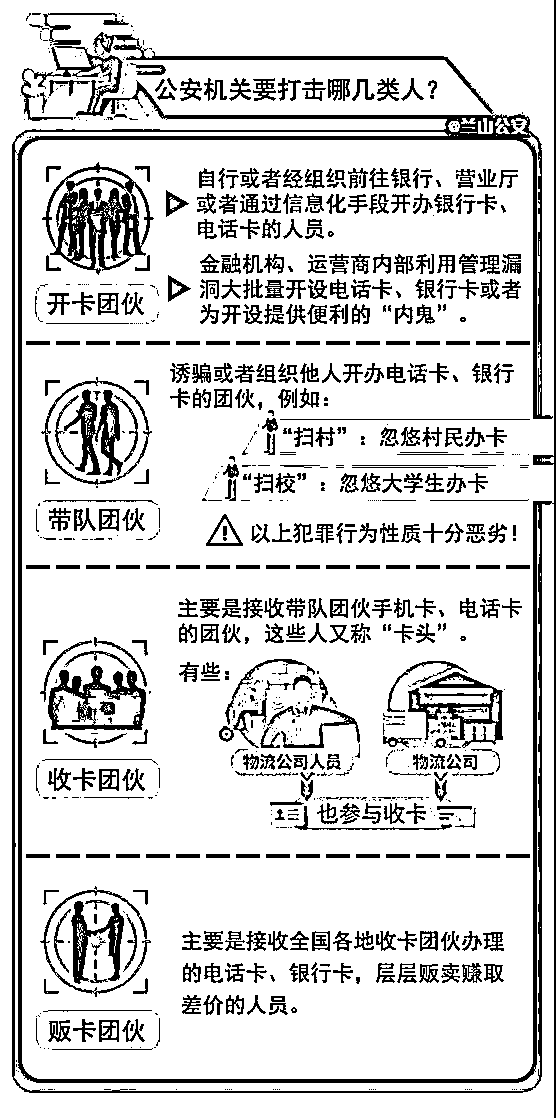 公安机关要打击哪几类人？
@兰山公安
自行或者经组织前往银行、营业厅
或者通过信息化手段开办银行卡、
电话卡的人员。
金融机构、运营商内部利用管理漏
洞大批量开设电话卡、银行卡或者
为开设提供便利的“内鬼”。
开卡团伙
诱骗或者组织他人开办电话卡、银行
卡的团伙，例如：
“扫村”：忽悠村民办卡
“扫校”：忽悠大学生办卡
以上犯罪行为性质十分恶劣！
带队团伙
主要是接收带队团伙手机卡、电话卡
的团伙，这些人又称“卡头”。
有些：
物流公司人员
物流公司
也参与收卡
收卡团伙
主要是接收全国各地收卡团伙办理
的电话卡、银行卡，层层贩卖赚取
差价的人员。
贩卡团伙